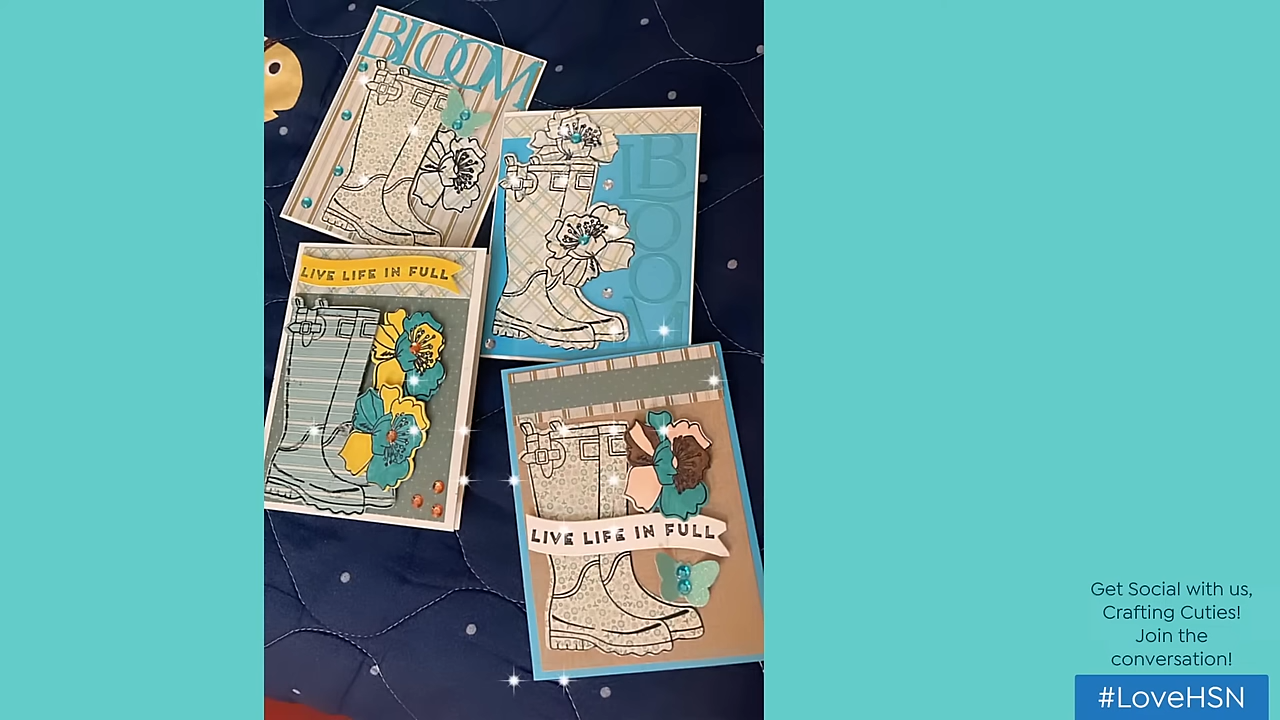 BLOOM
BLOOM
LIVE LIFE IN FULL
LIVE LIFE IN FULL
Get Social with us,
Crafting Cuties!
Join the
conversation!
#LoveHSN